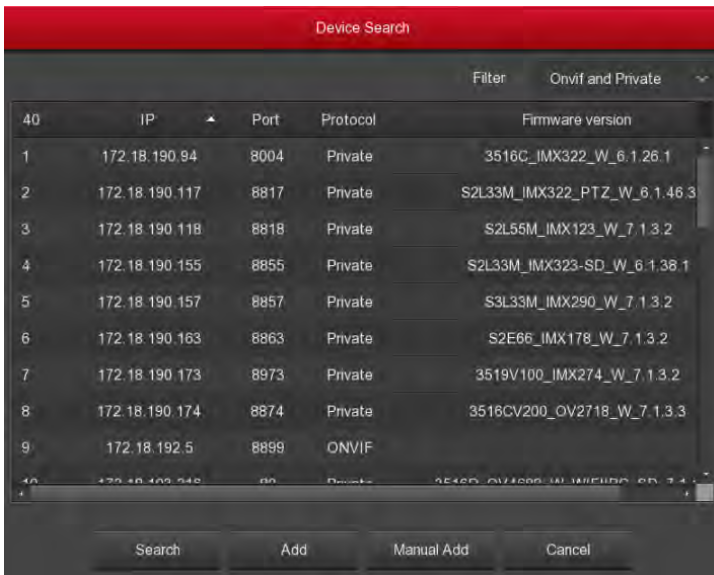 Device Search
Filter Onvif and Private
40 IP Port Protocol Firmware version
1 172.18.190.94 8004 Private 3516C_IMX322_W_6.1.26.1
2 172.18.190.117 8817 Private S2L33M_IMX322_PTZ_W_6.1.46.3
3 172.18.190.118 8818 Private S2L55M_IMX123_W_7.1.3.2
4 172.18.190.155 8855 Private S2L33M_IMX323-SD_W_6.1.38.1
5 172.18.190.157 8857 Private S3L33M_IMX290_W_7.1.3.2
6 172.18.190.163 8863 Private S2E66_IMX178_W_7.1.3.2
7 172.18.190.173 8973 Private 3519V100_IMX274_W_7.1.3.2
8 172.18.190.174 8874 Private 3516CV200_OV2718_W_7.1.3.3
9 172.18.192.5 8899 ONVIF
Search Add Manual Add Cancel